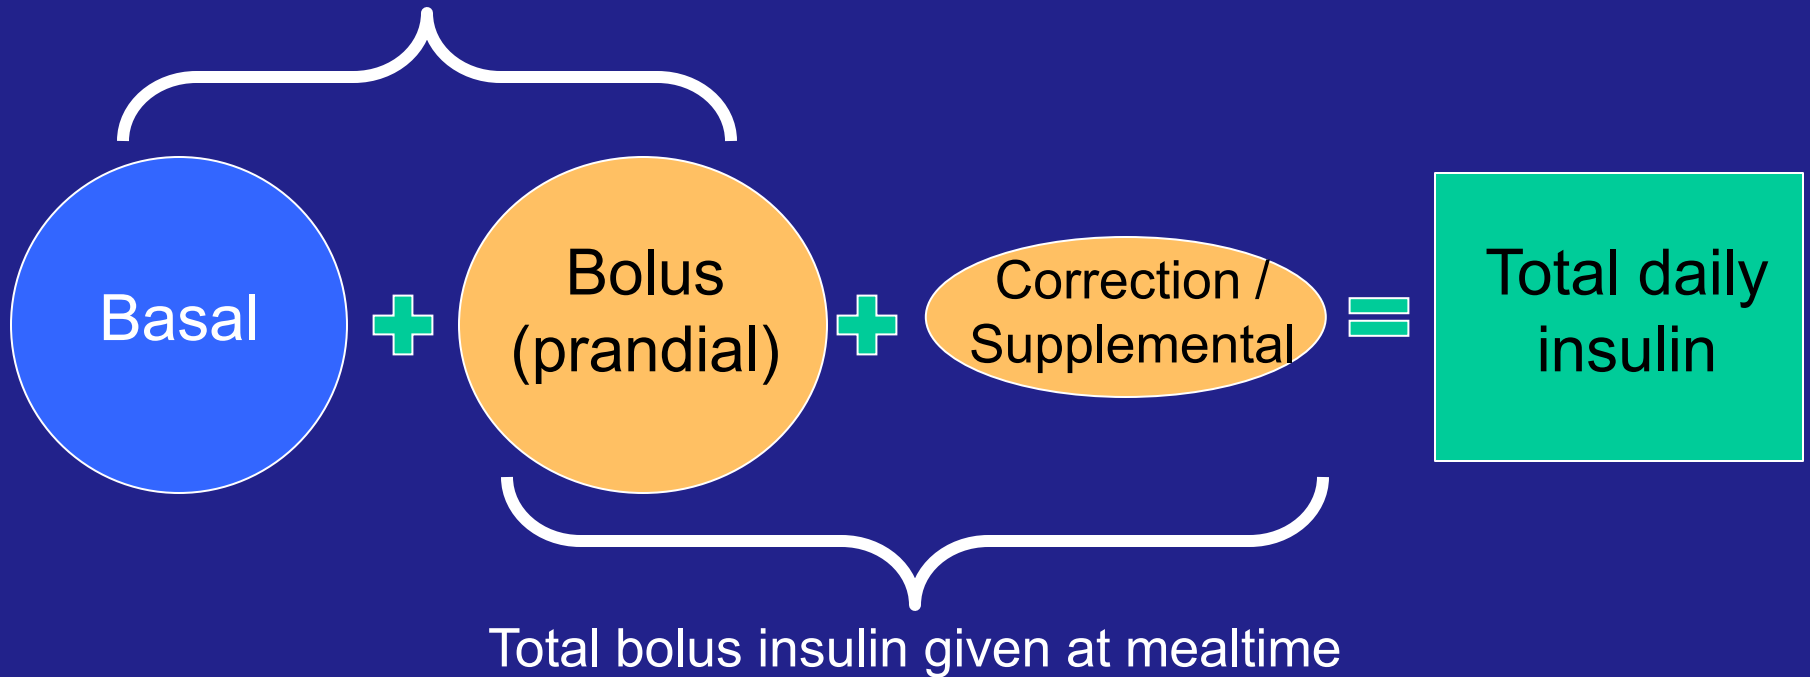 Basal
Bolus
(prandial)
Correction /
Supplemental
Total daily
insulin
Total bolus insulin given at mealtime